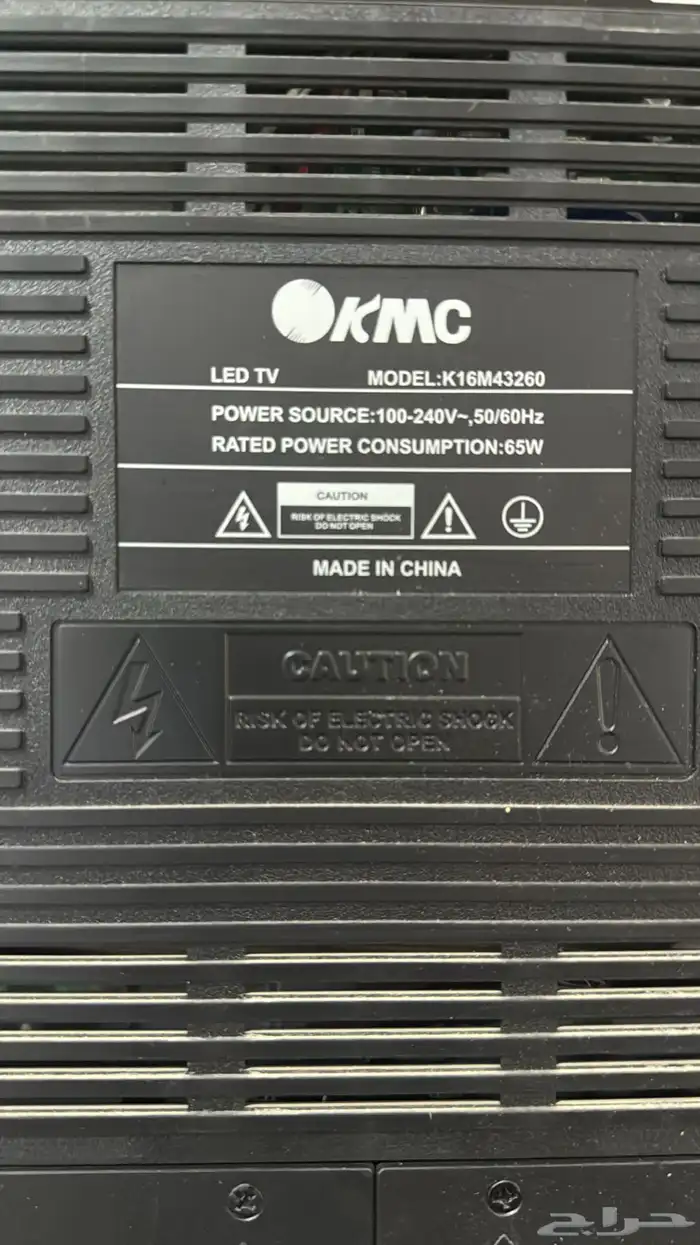 KMC
LED TV MODEL:K16M43260
POWER SOURCE:100-240V~,50/60Hz
RATED POWER CONSUMPTION:65W
CAUTION
RISK OF ELECTRIC SHOCK
DO NOT OPEN
MADE IN CHINA
CAUTION
RISK OF ELECTRIC SHOCK
DO NOT OPEN
حراج